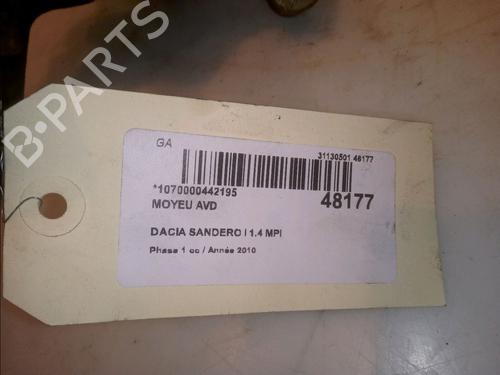 B-PARTS
GA
31130501 48177
*1070000442195
48177
MOYEU AVD
DACIA SANDERO I 1.4 MPI
Phase 1 cc / Année 2010